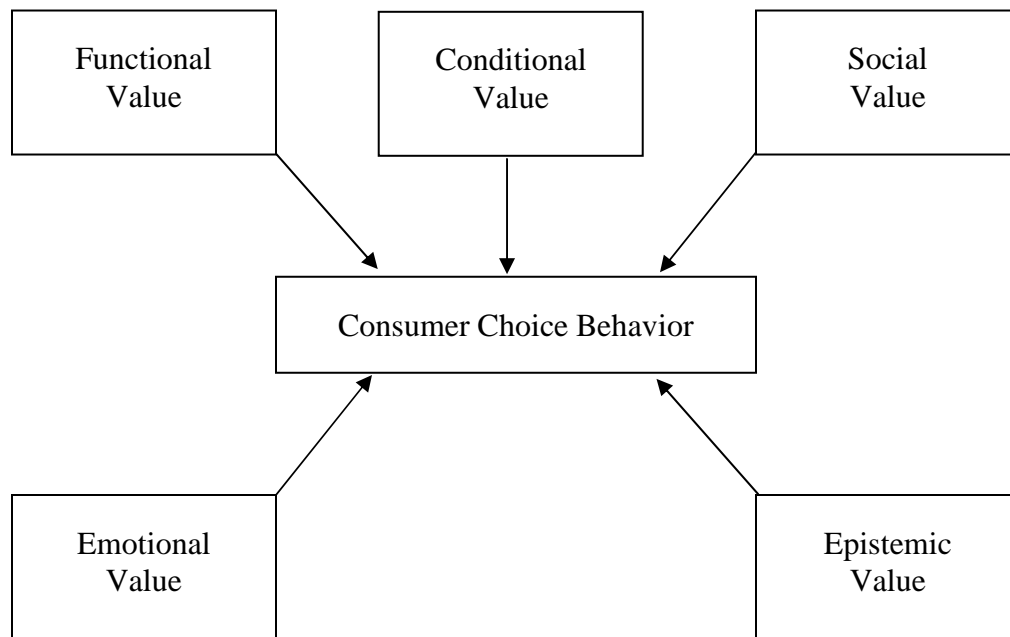 Functional
Value
Conditional
Value
Social
Value
Consumer Choice Behavior
Emotional
Value
Epistemic
Value